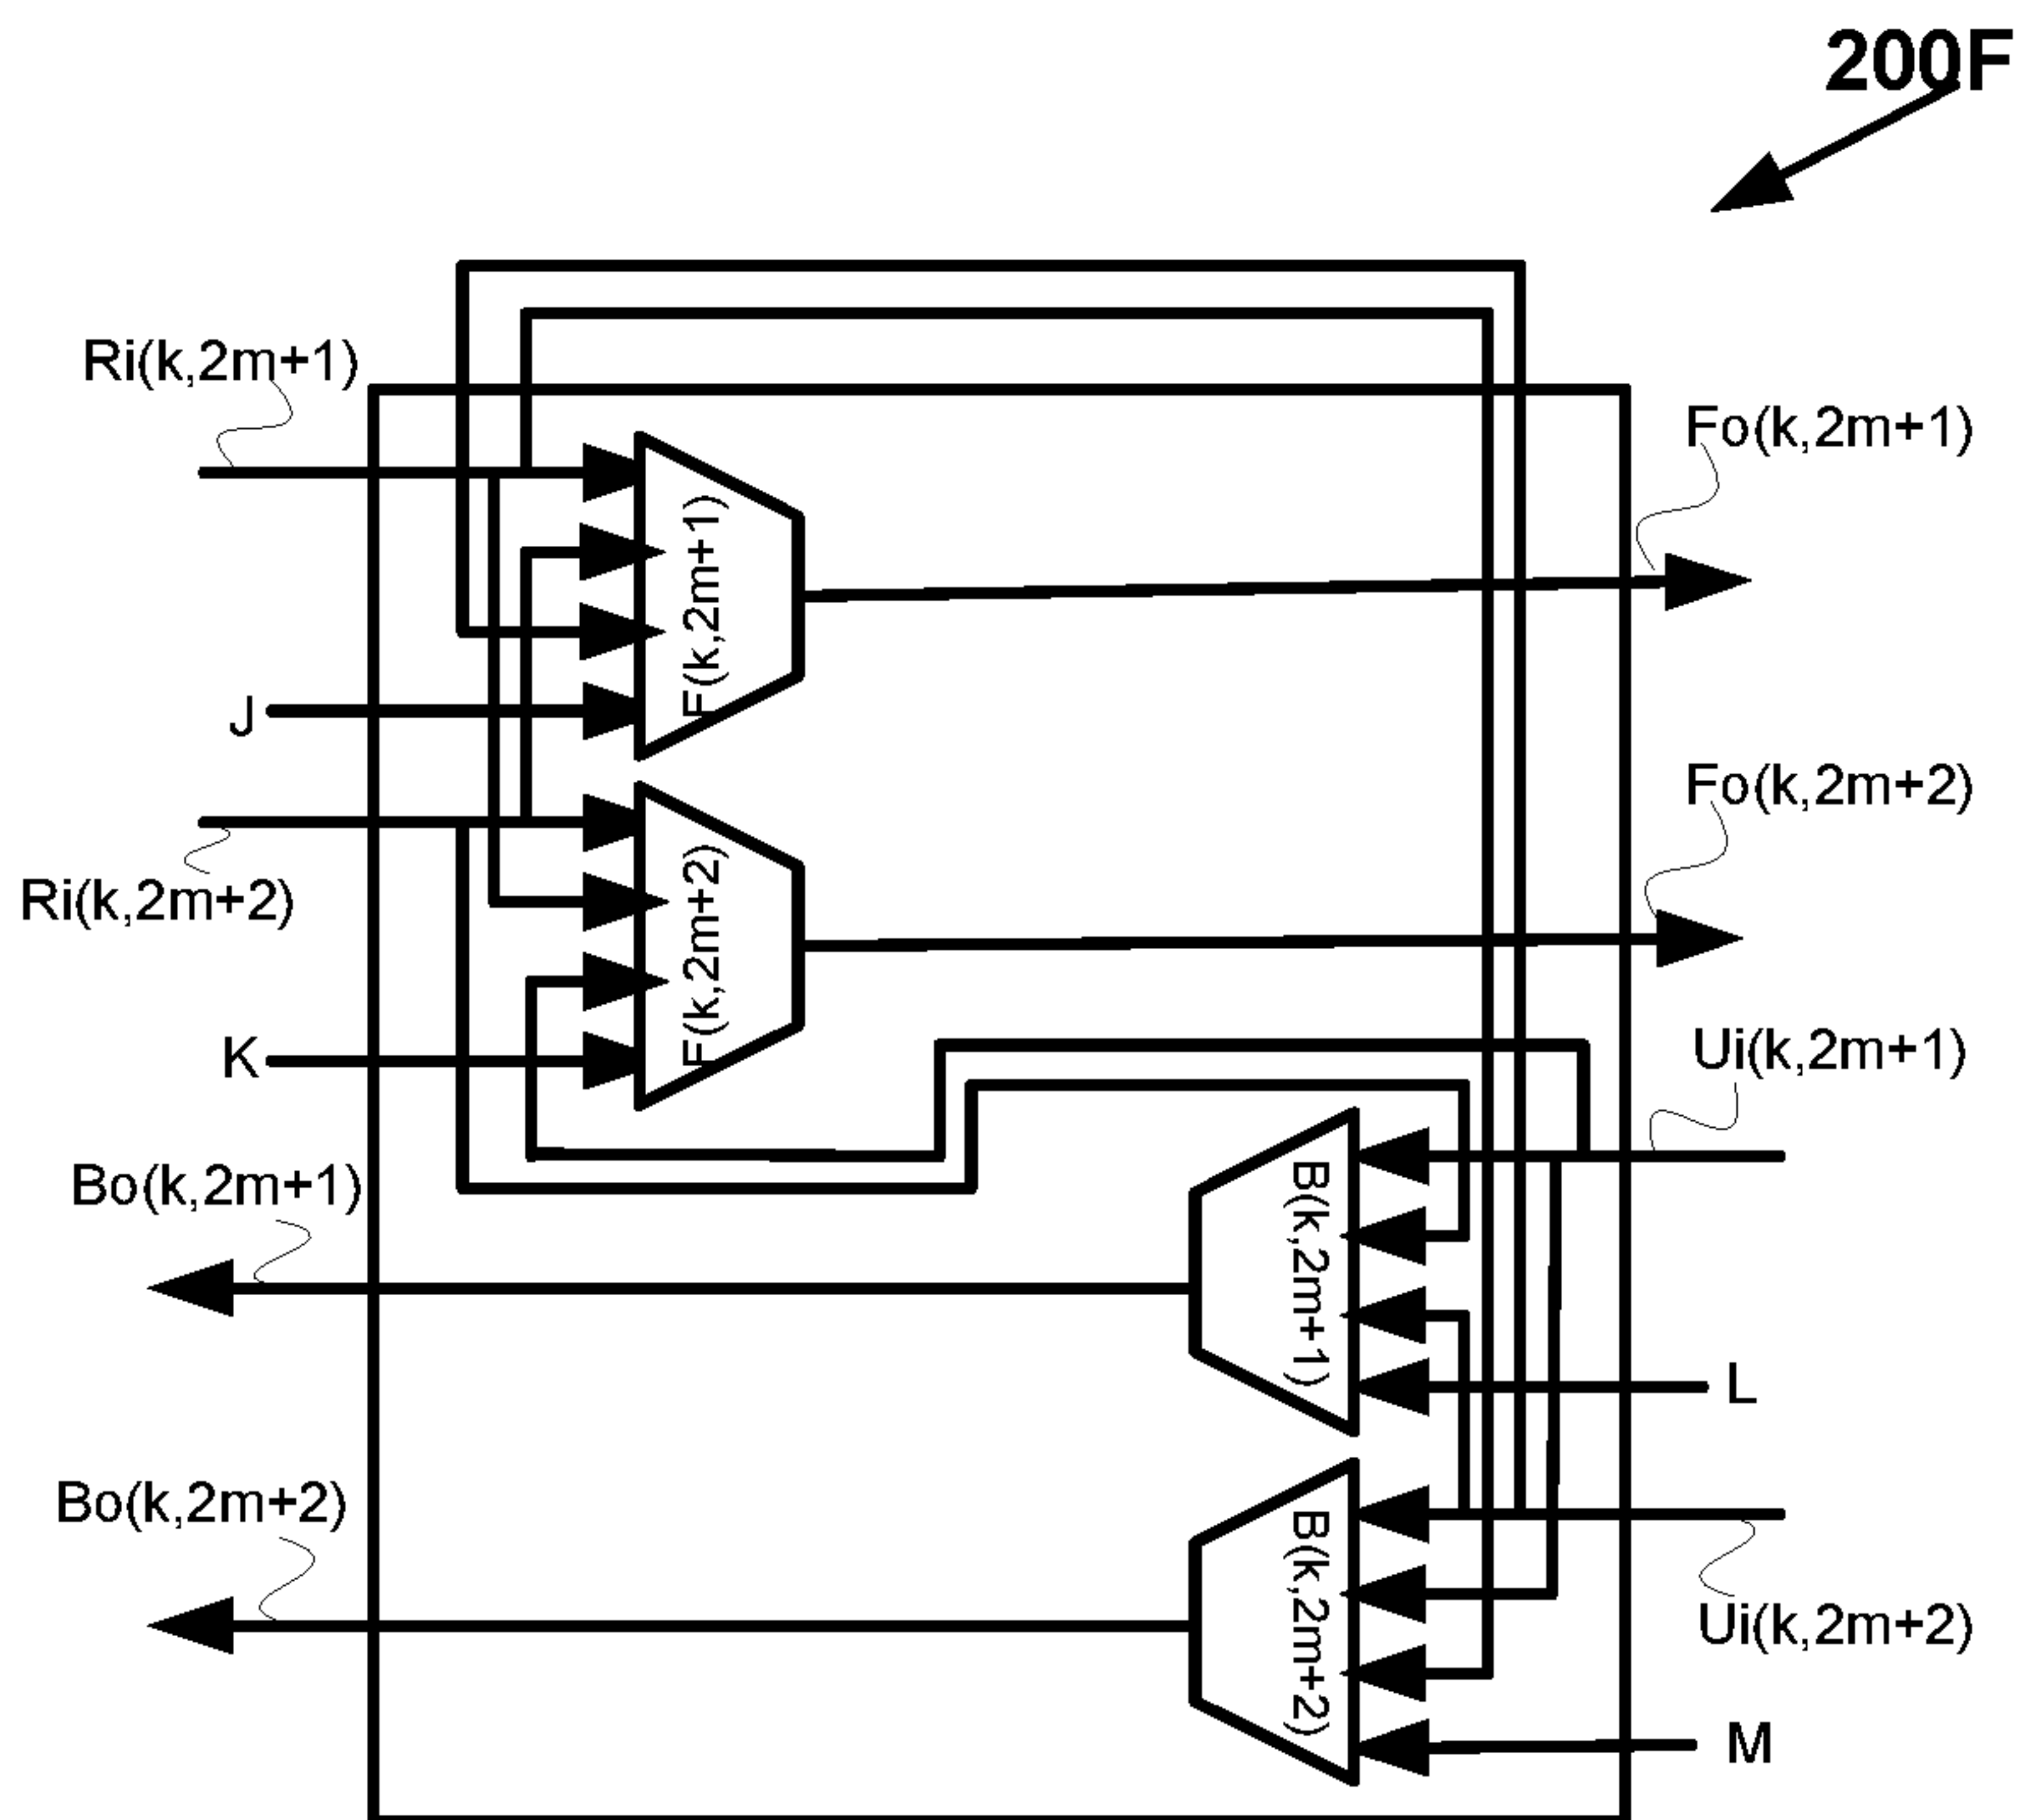 200F
Ri(k,2m+1)
Fo(k,2m+1)
F(k,2m+1)
J
Fo(k,2m+2)
Ri(k,2m+2)
F(k,2m+2)
K
Ui(k,2m+1)
Bo(k,2m+1)
B(k,2m+1)
L
Bo(k,2m+2)
B(k,2m+2)
Ui(k,2m+2)
M